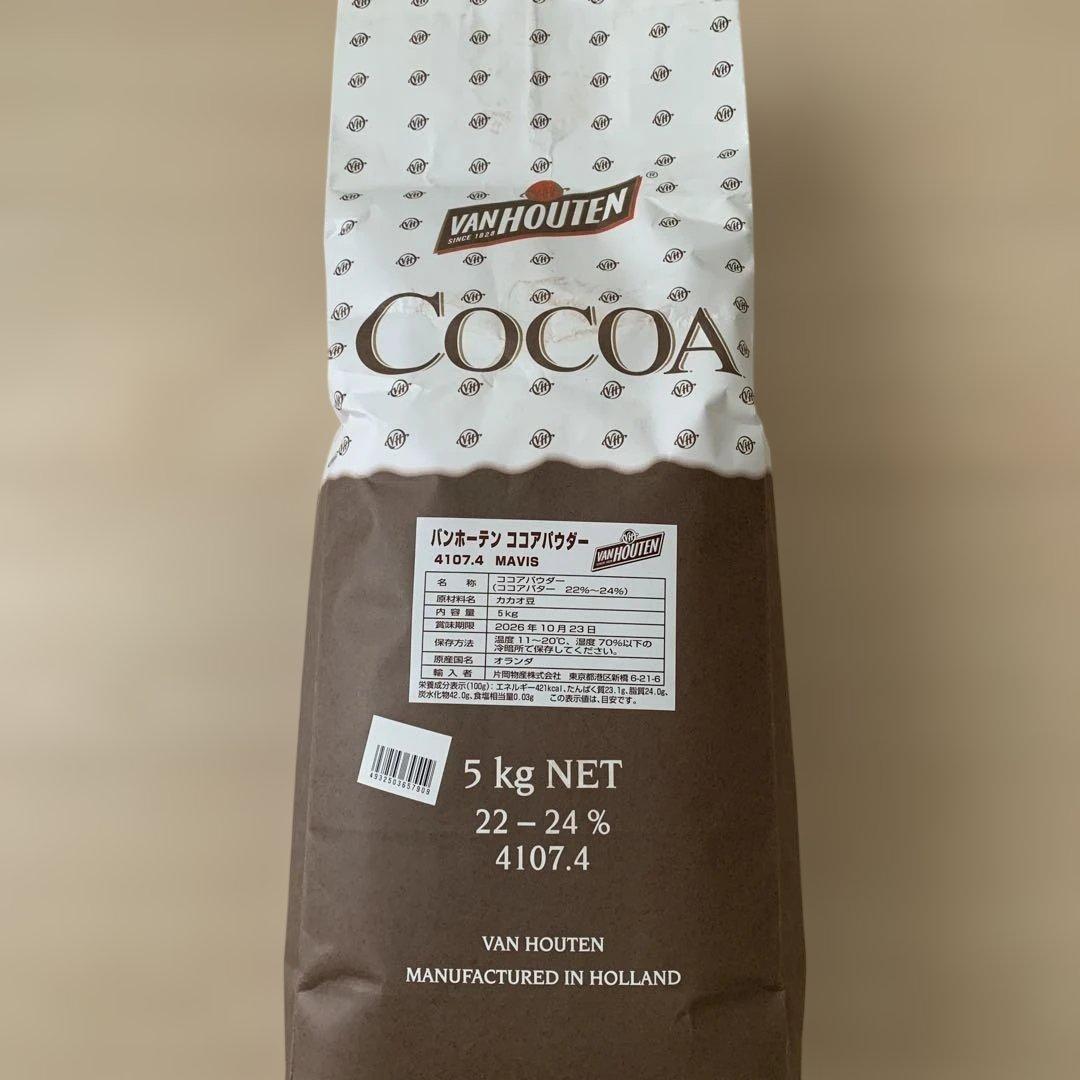 VAN HOUTEN
SINCE 1828
COCOA
バンホーテン ココアパウダー
VAN HOUTEN
4107.4 MAVIS
名 称 ココアパウダー
(ココアバター 22%~24%)
原材料名 カカオ豆
内容量 5kg
賞味期限 2026年10月23日
保存方法 温度11~20℃、湿度70%以下の
冷暗所で保存してください。
原産国名 オランダ
輸入者 片岡物産株式会社 東京都港区新橋6-21-6
栄養成分表示(100g):エネルギー421kcal、たんぱく質23.1g、脂質24.0g、
炭水化物42.0g、食塩相当量0.03g この表示値は、目安です。
4932503657909
5 kg NET
22 – 24 %
4107.4
VAN HOUTEN
MANUFACTURED IN HOLLAND